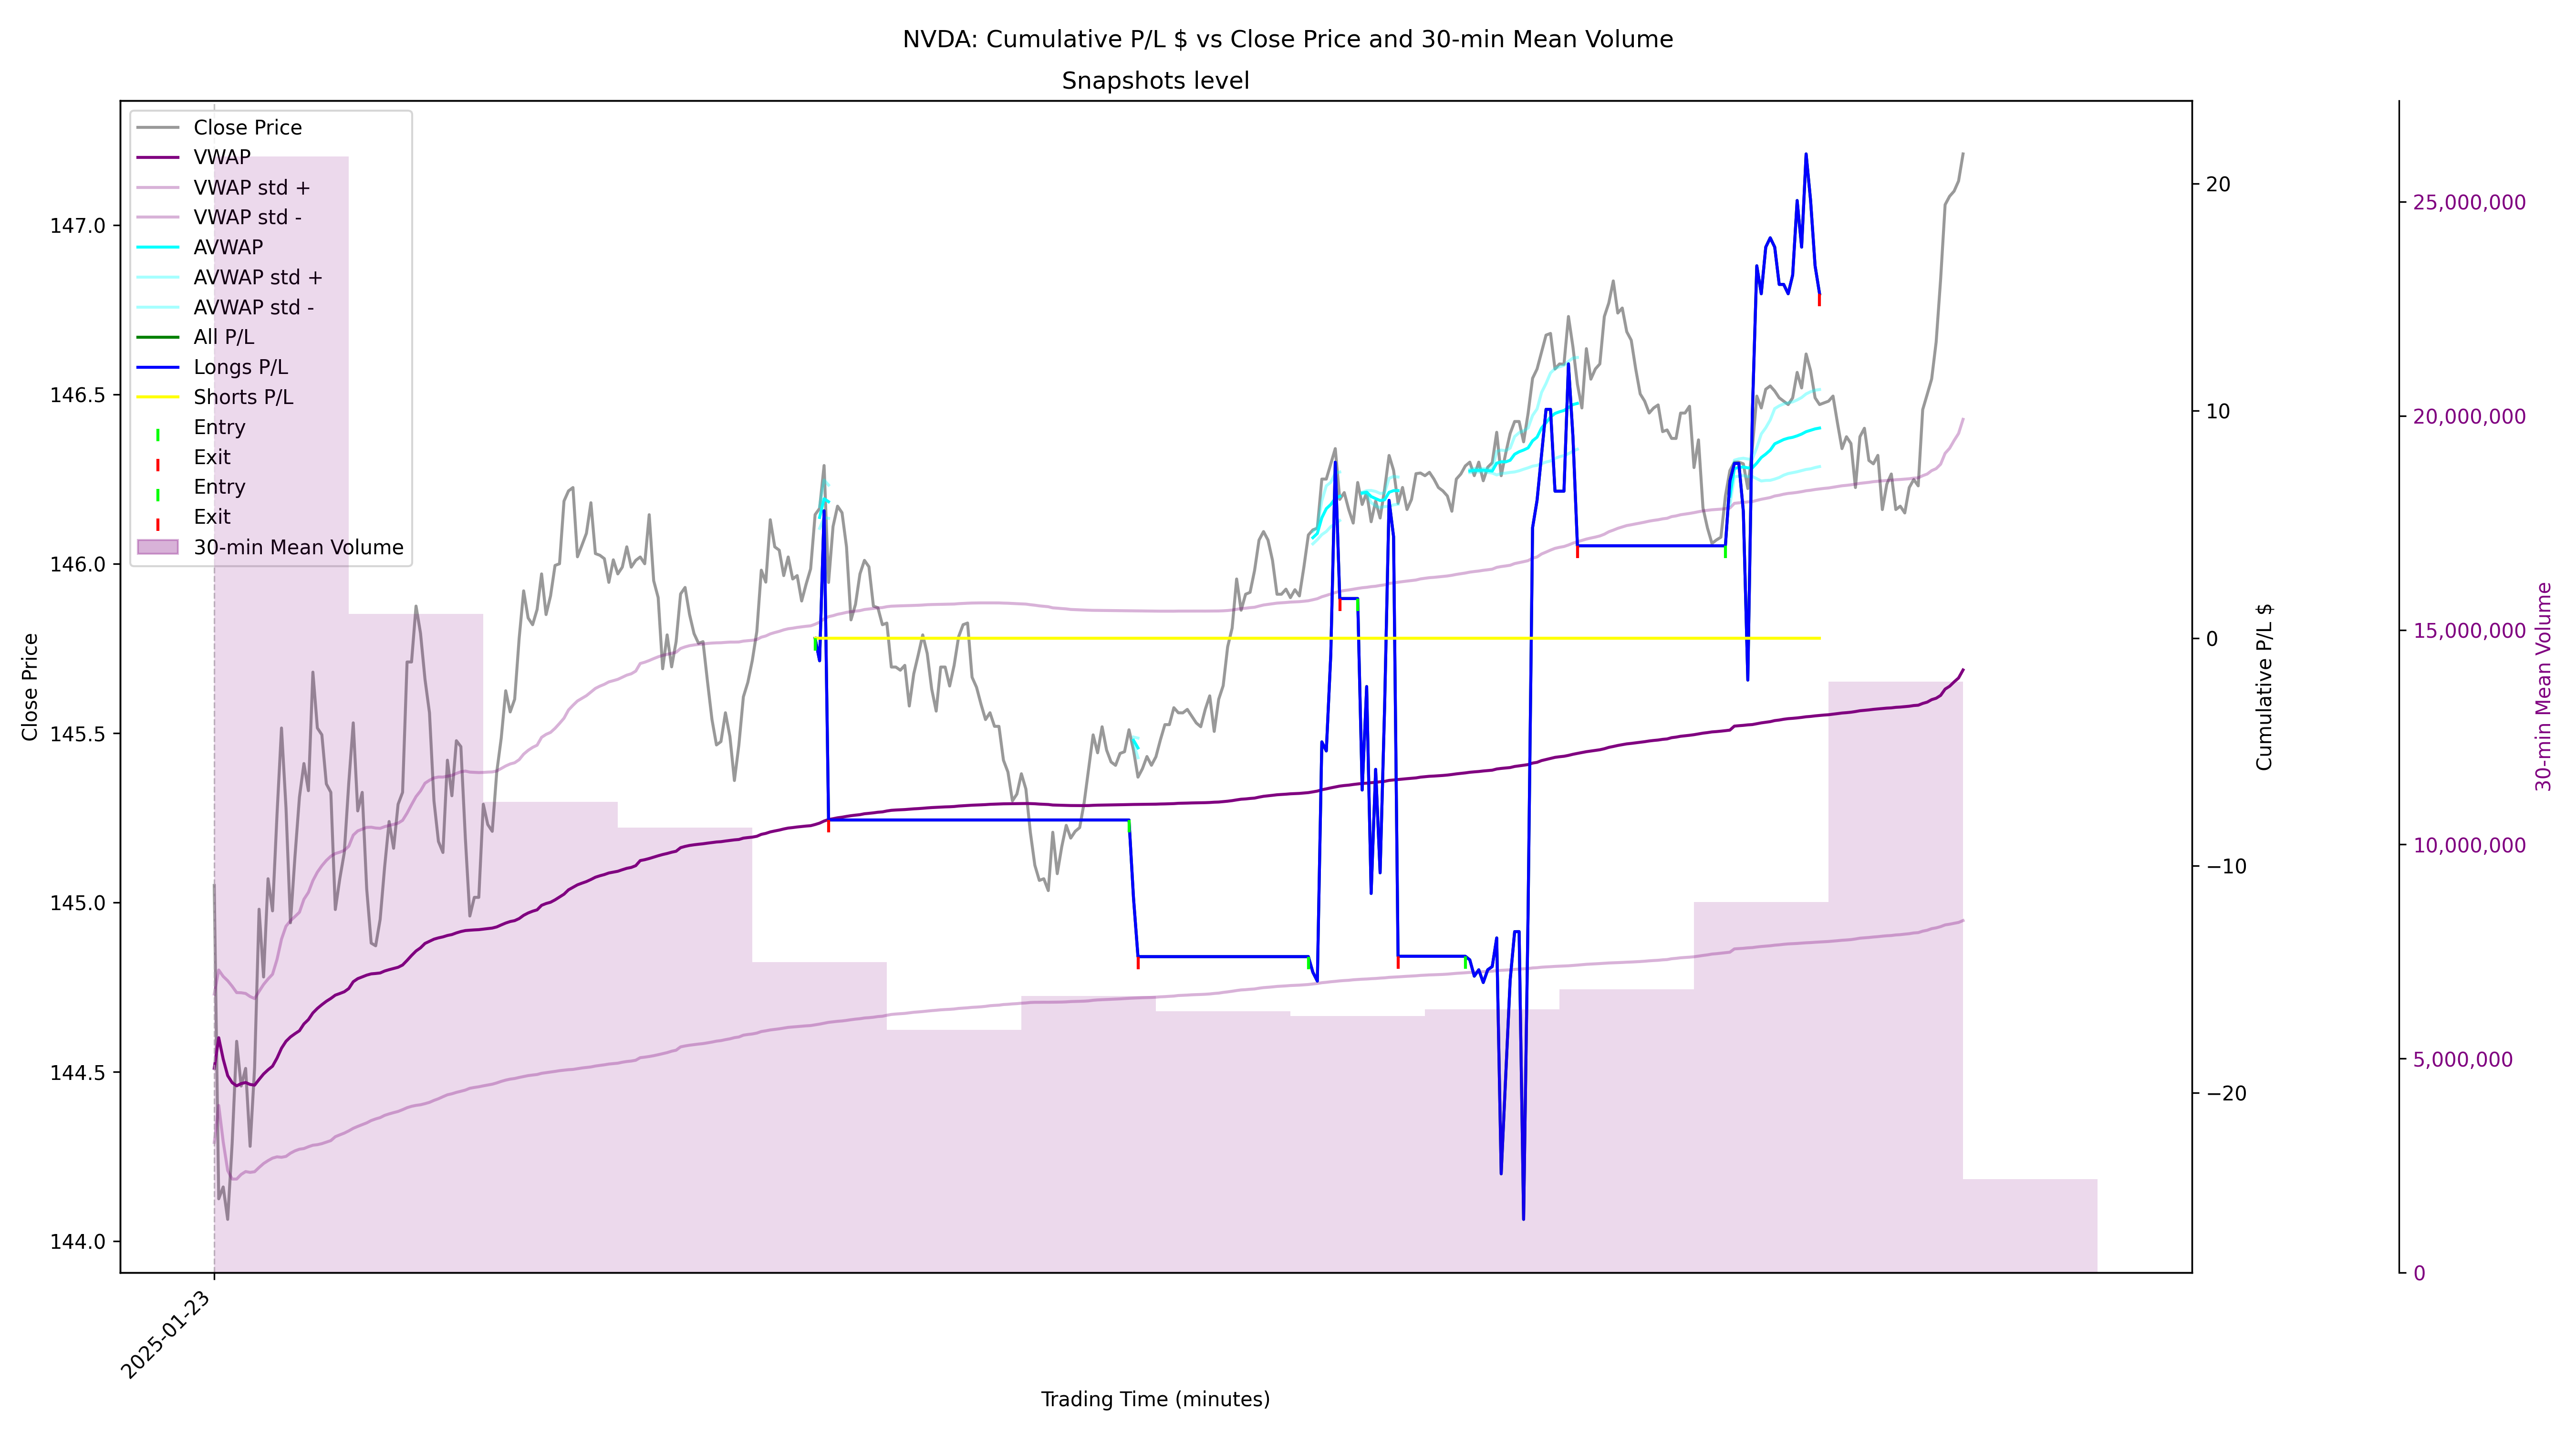 NVDA: Cumulative P/L $ vs Close Price and 30-min Mean Volume
Snapshots level
Close Price
VWAP
VWAP std +
VWAP std -
AVWAP
AVWAP std +
AVWAP std -
All P/L
Longs P/L
Shorts P/L
Entry
Exit
Entry
Exit
30-min Mean Volume
147.0
146.5
146.0
145.5
145.0
144.5
144.0
Close Price
20
10
0
−10
−20
Cumulative P/L $
25,000,000
20,000,000
15,000,000
10,000,000
5,000,000
0
30-min Mean Volume
2025-01-23
Trading Time (minutes)